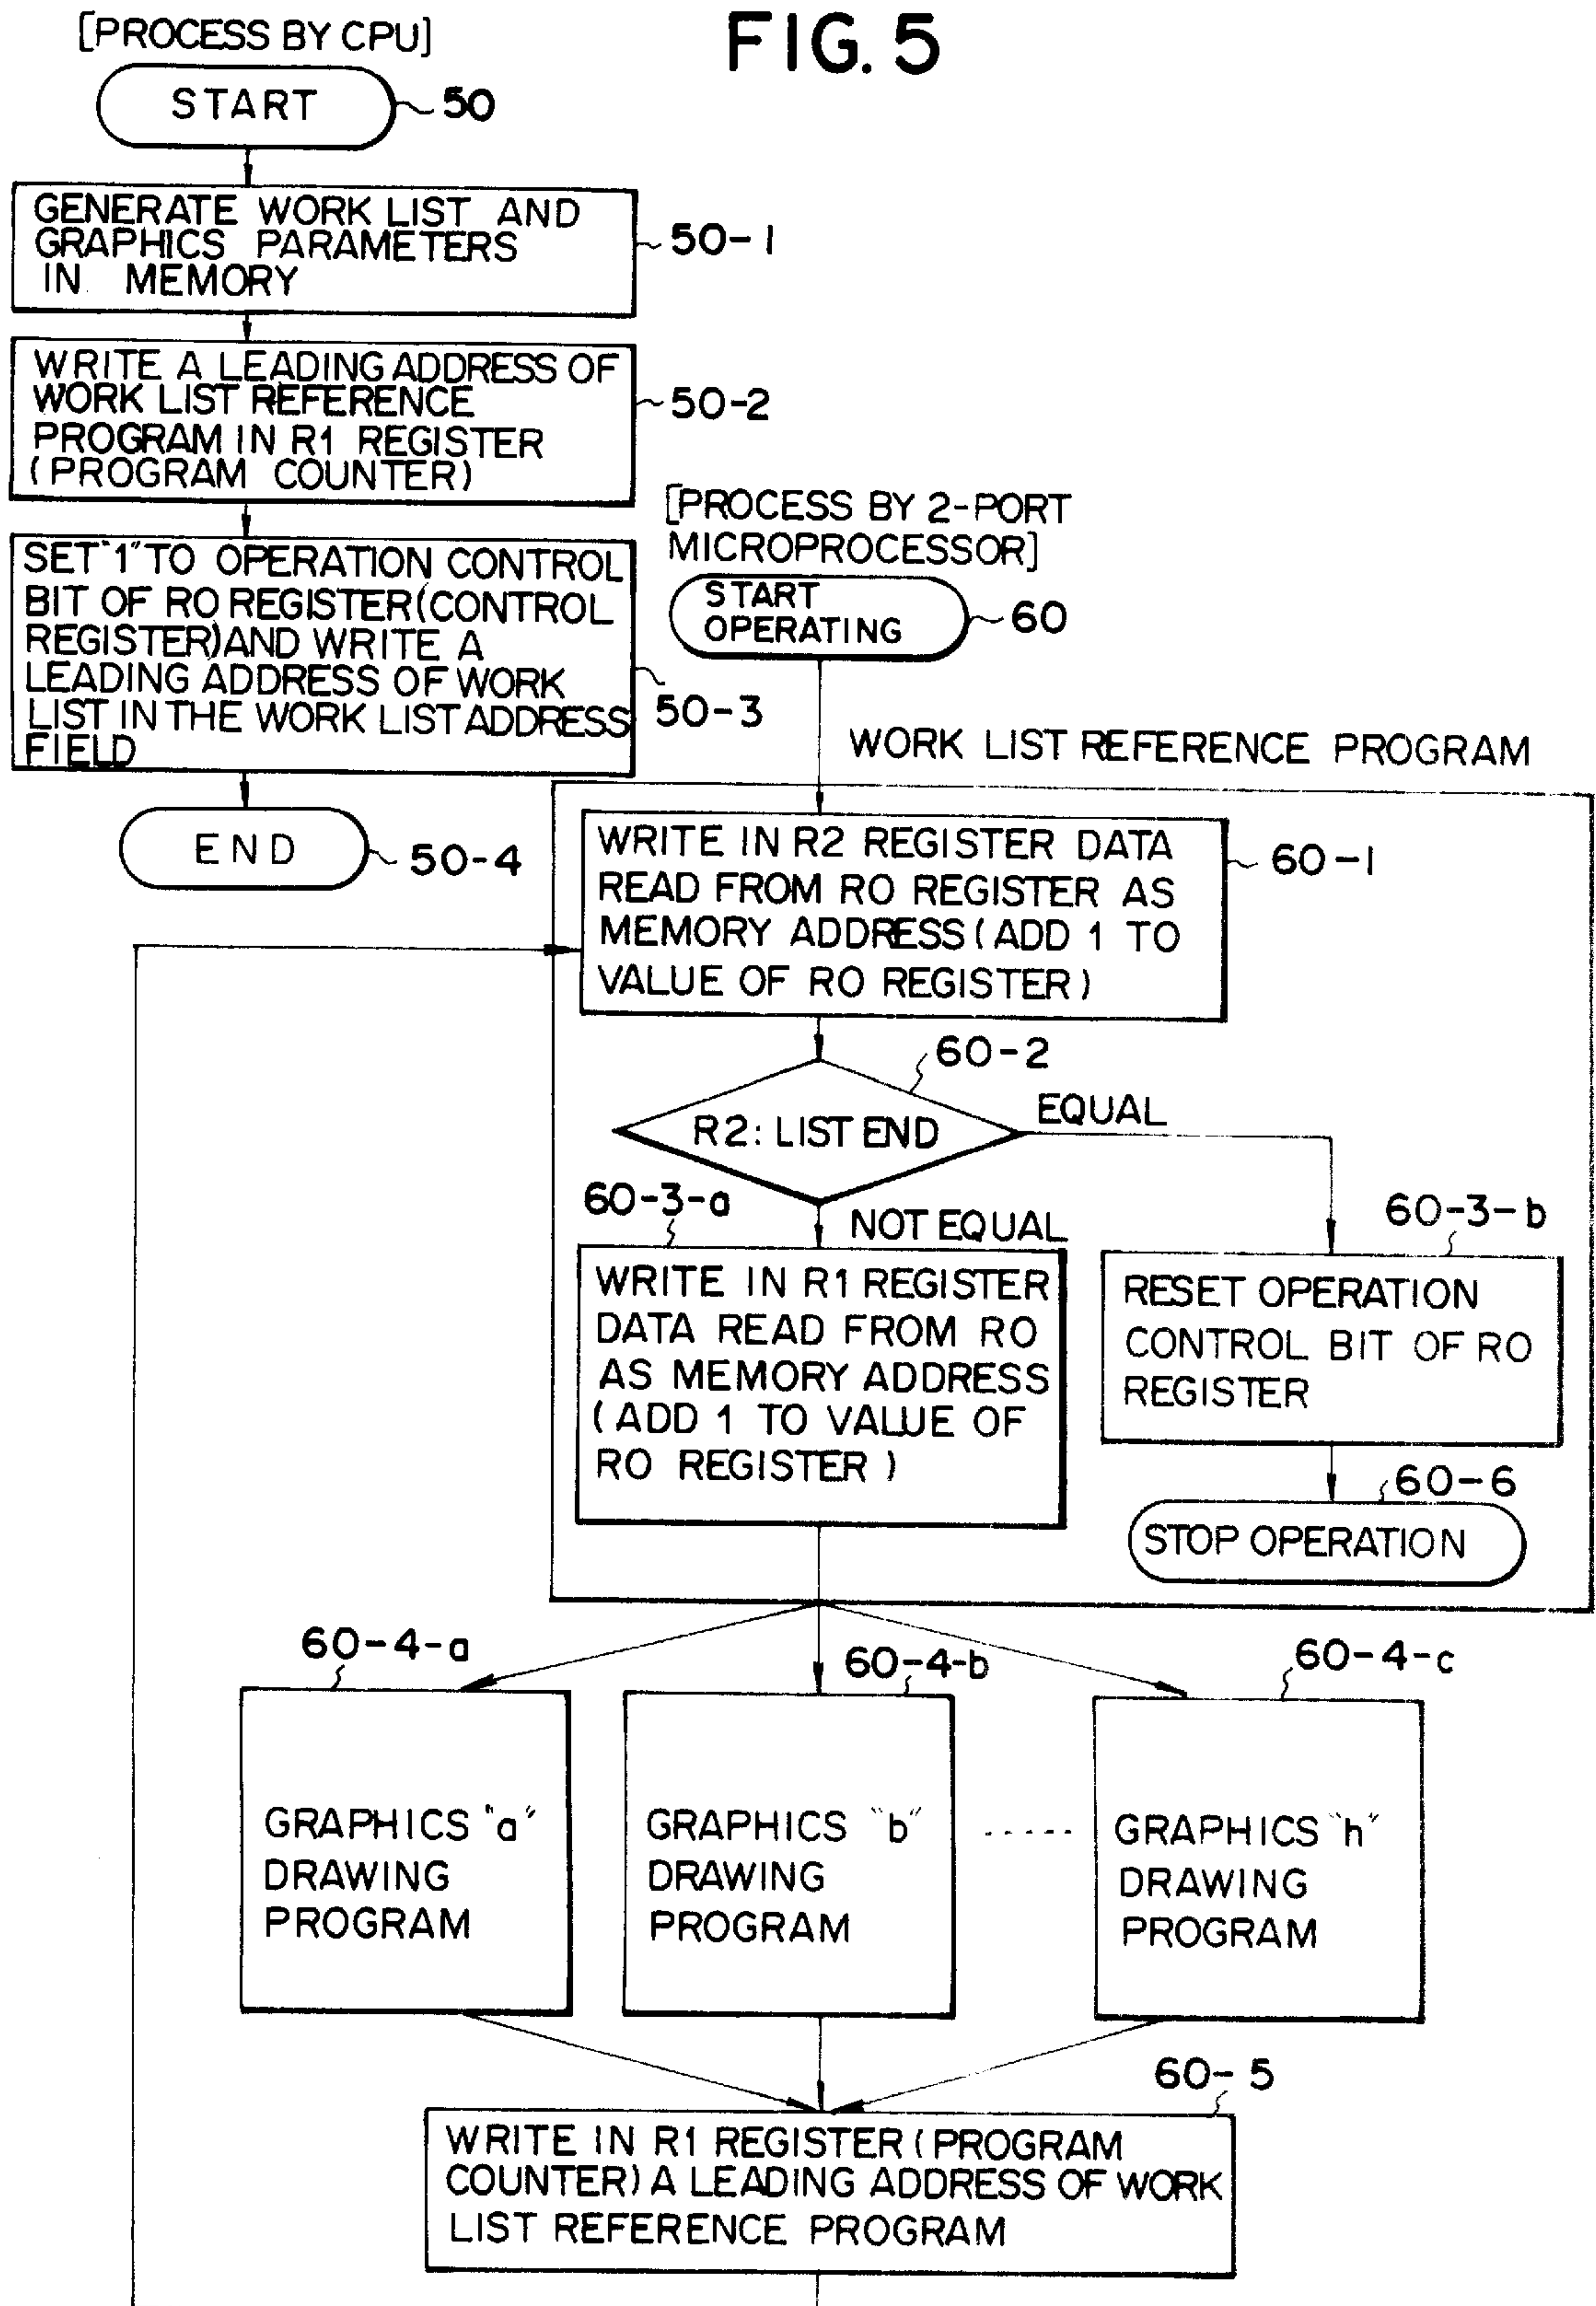 FIG. 5
[PROCESS BY CPU]
START
50
GENERATE WORK LIST AND
GRAPHICS PARAMETERS
IN MEMORY
50-1
WRITE A LEADING ADDRESS OF
WORK LIST REFERENCE
PROGRAM IN R1 REGISTER
(PROGRAM COUNTER)
50-2
SET "1" TO OPERATION CONTROL
BIT OF RO REGISTER (CONTROL
REGISTER) AND WRITE A
LEADING ADDRESS OF WORK
LIST IN THE WORK LIST ADDRESS
FIELD
50-3
END
50-4
[PROCESS BY 2-PORT
MICROPROCESSOR]
START
OPERATING
60
WORK LIST REFERENCE PROGRAM
WRITE IN R2 REGISTER DATA
READ FROM RO REGISTER AS
MEMORY ADDRESS (ADD 1 TO
VALUE OF RO REGISTER)
60-1
60-2
R2: LIST END
EQUAL
60-3-a
NOT EQUAL
WRITE IN R1 REGISTER
DATA READ FROM RO
AS MEMORY ADDRESS
(ADD 1 TO VALUE OF
RO REGISTER)
60-3-b
RESET OPERATION
CONTROL BIT OF RO
REGISTER
60-6
STOP OPERATION
60-4-a
GRAPHICS "a"
DRAWING
PROGRAM
60-4-b
GRAPHICS "b"
DRAWING
PROGRAM
.....
60-4-c
GRAPHICS "h"
DRAWING
PROGRAM
60-5
WRITE IN R1 REGISTER (PROGRAM
COUNTER) A LEADING ADDRESS OF WORK
LIST REFERENCE PROGRAM